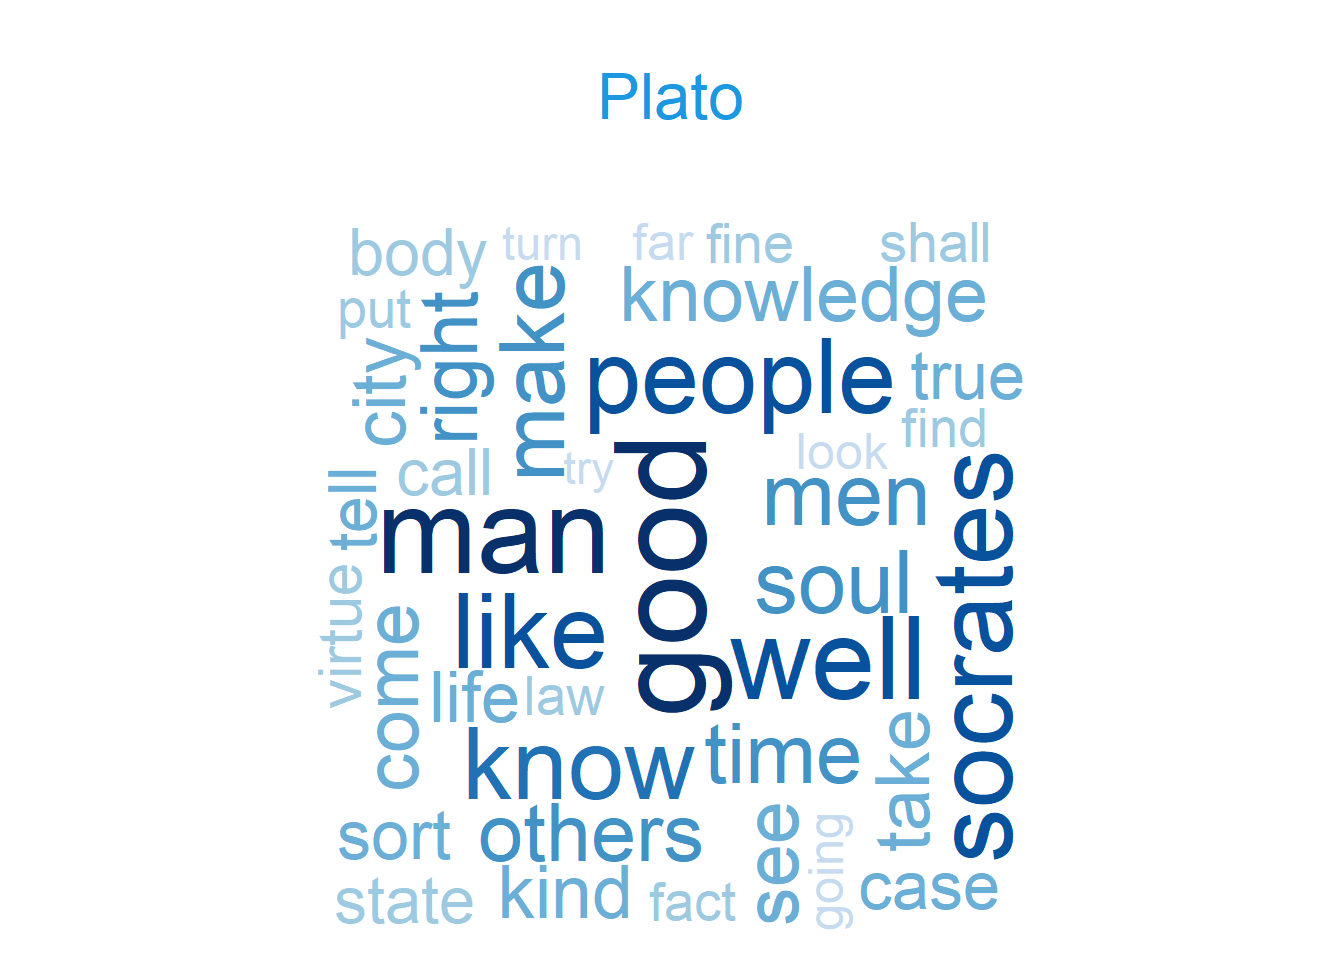 Plato
body
turn
far
fine
shall
put
right
make
knowledge
city
people
true
find
call
try
look
tell
man
good
men
socrates
virtue
come
like
soul
well
life
law
know
time
take
sort
others
see
going
case
state
kind
fact